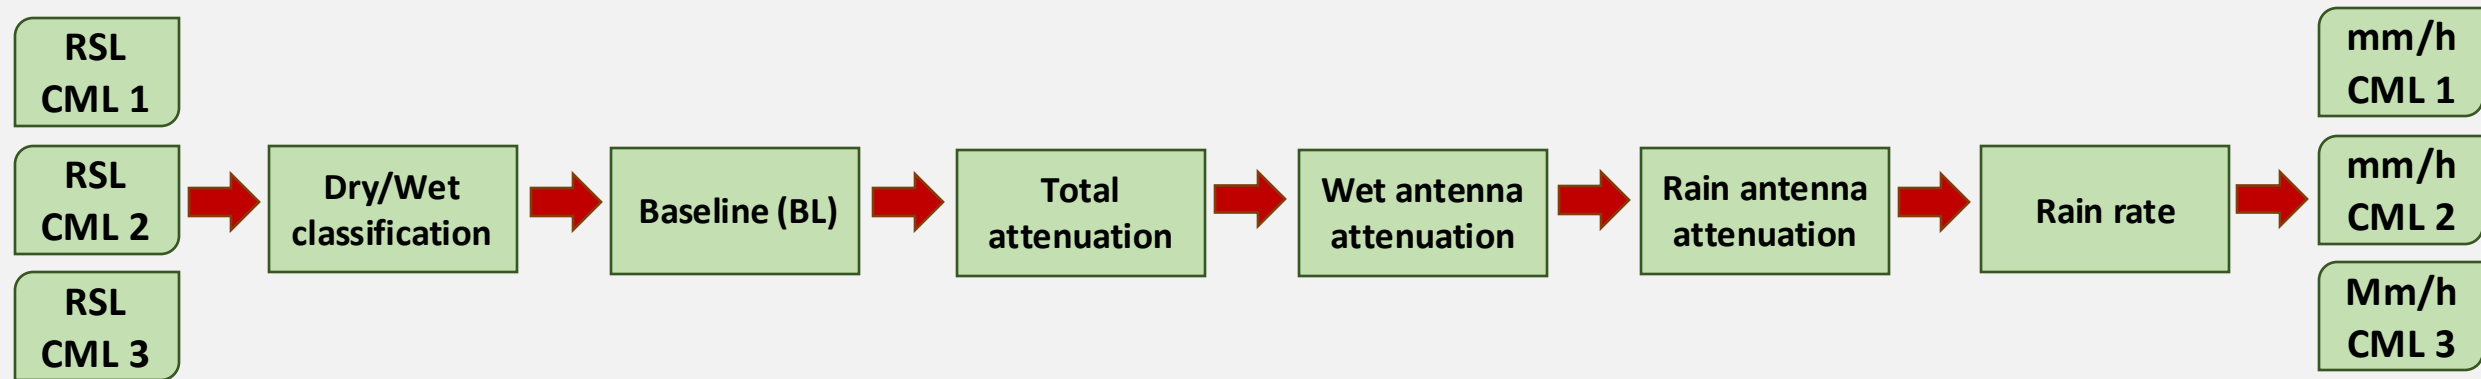 RSL
CML 1
RSL
CML 2
RSL
CML 3
Dry/Wet
classification
Baseline (BL)
Total
attenuation
Wet antenna
attenuation
Rain antenna
attenuation
Rain rate
mm/h
CML 1
mm/h
CML 2
Mm/h
CML 3